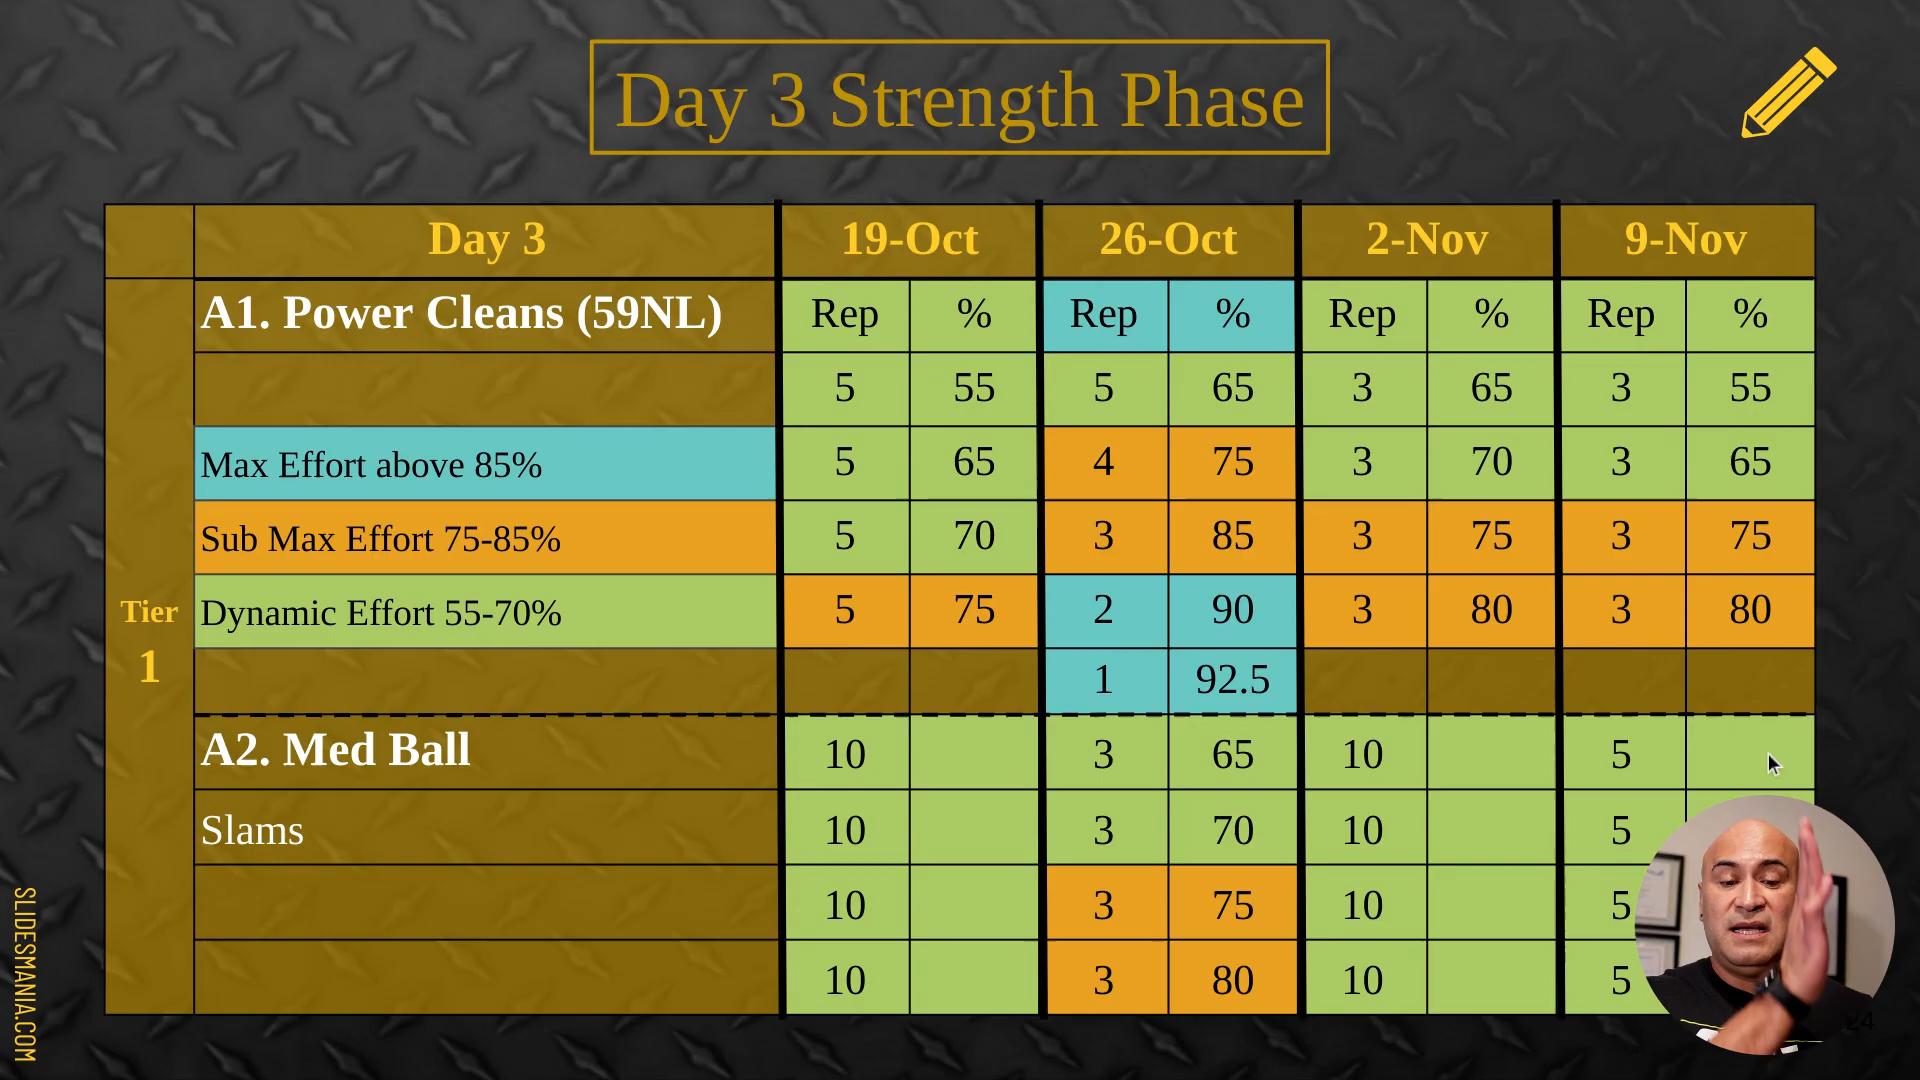 Day 3 Strength Phase
Day 3 19-Oct 26-Oct 2-Nov 9-Nov
A1. Power Cleans (59NL) Rep % Rep % Rep % Rep %
5 55 5 65 3 65 3 55
Max Effort above 85% 5 65 4 75 3 70 3 65
Sub Max Effort 75-85% 5 70 3 85 3 75 3 75
Tier Dynamic Effort 55-70% 5 75 2 90 3 80 3 80
1 1 92.5
A2. Med Ball 10 3 65 10 5
Slams 10 3 70 10 5
10 3 75 10 5
10 3 80 10 5
24
SLIDESMANIA.COM